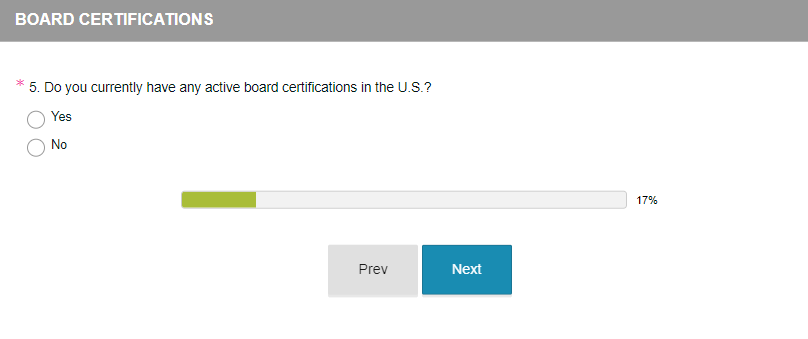 BOARD CERTIFICATIONS
* 5. Do you currently have any active board certifications in the U.S.?
Yes
No
17%
Prev
Next